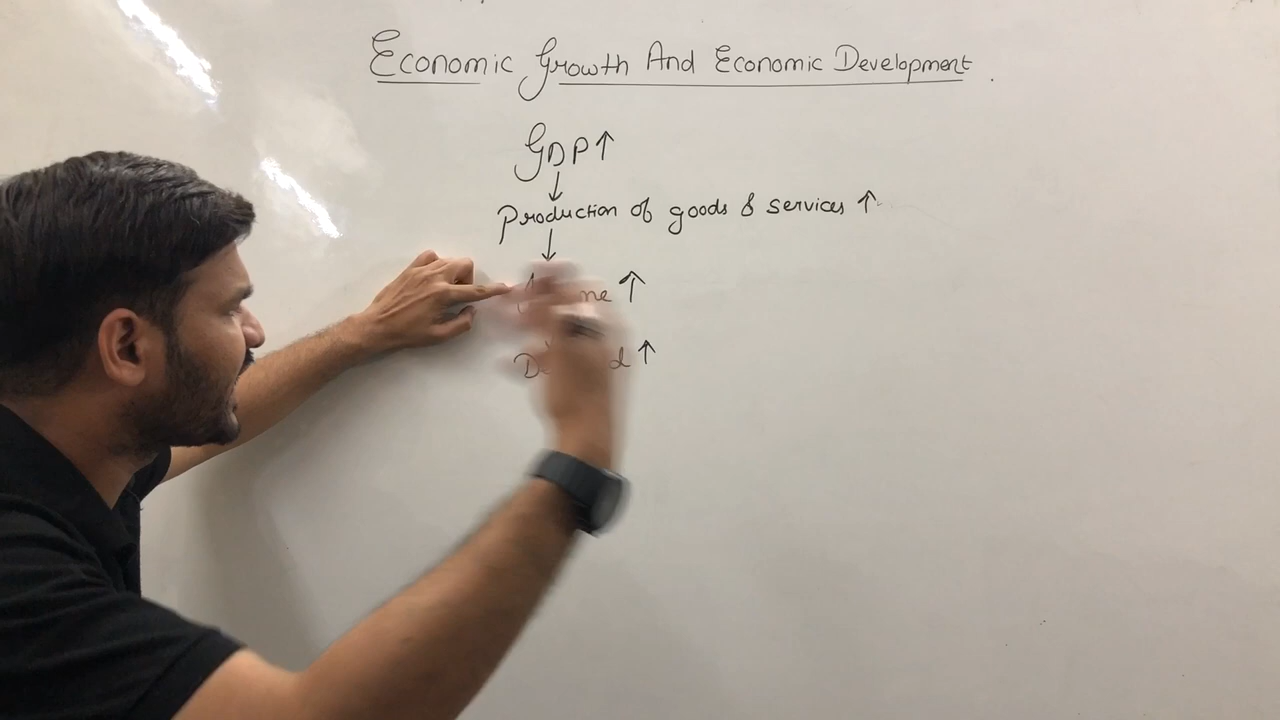 Economic Growth And Economic Development
GDP↑
↓
Production of goods & services ↑
↓
↑
↑